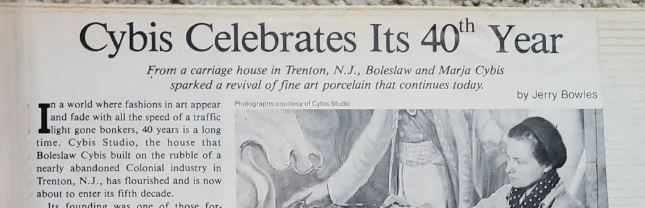 Cybis Celebrates Its 40th Year
From a carriage house in Trenton, N.J., Boleslaw and Marja Cybis
sparked a revival of fine art porcelain that continues today.
by Jerry Bowles
Photographs courtesy of Cybis Studio
In a world where fashions in art appear
and fade with all the speed of a traffic
light gone bonkers, 40 years is a long
time. Cybis Studio, the house that
Boleslaw Cybis built on the rubble of a
nearly abandoned Colonial industry in
Trenton, N.J., has flourished and is now
about to enter its fifth decade.
Its founding was one of those for-